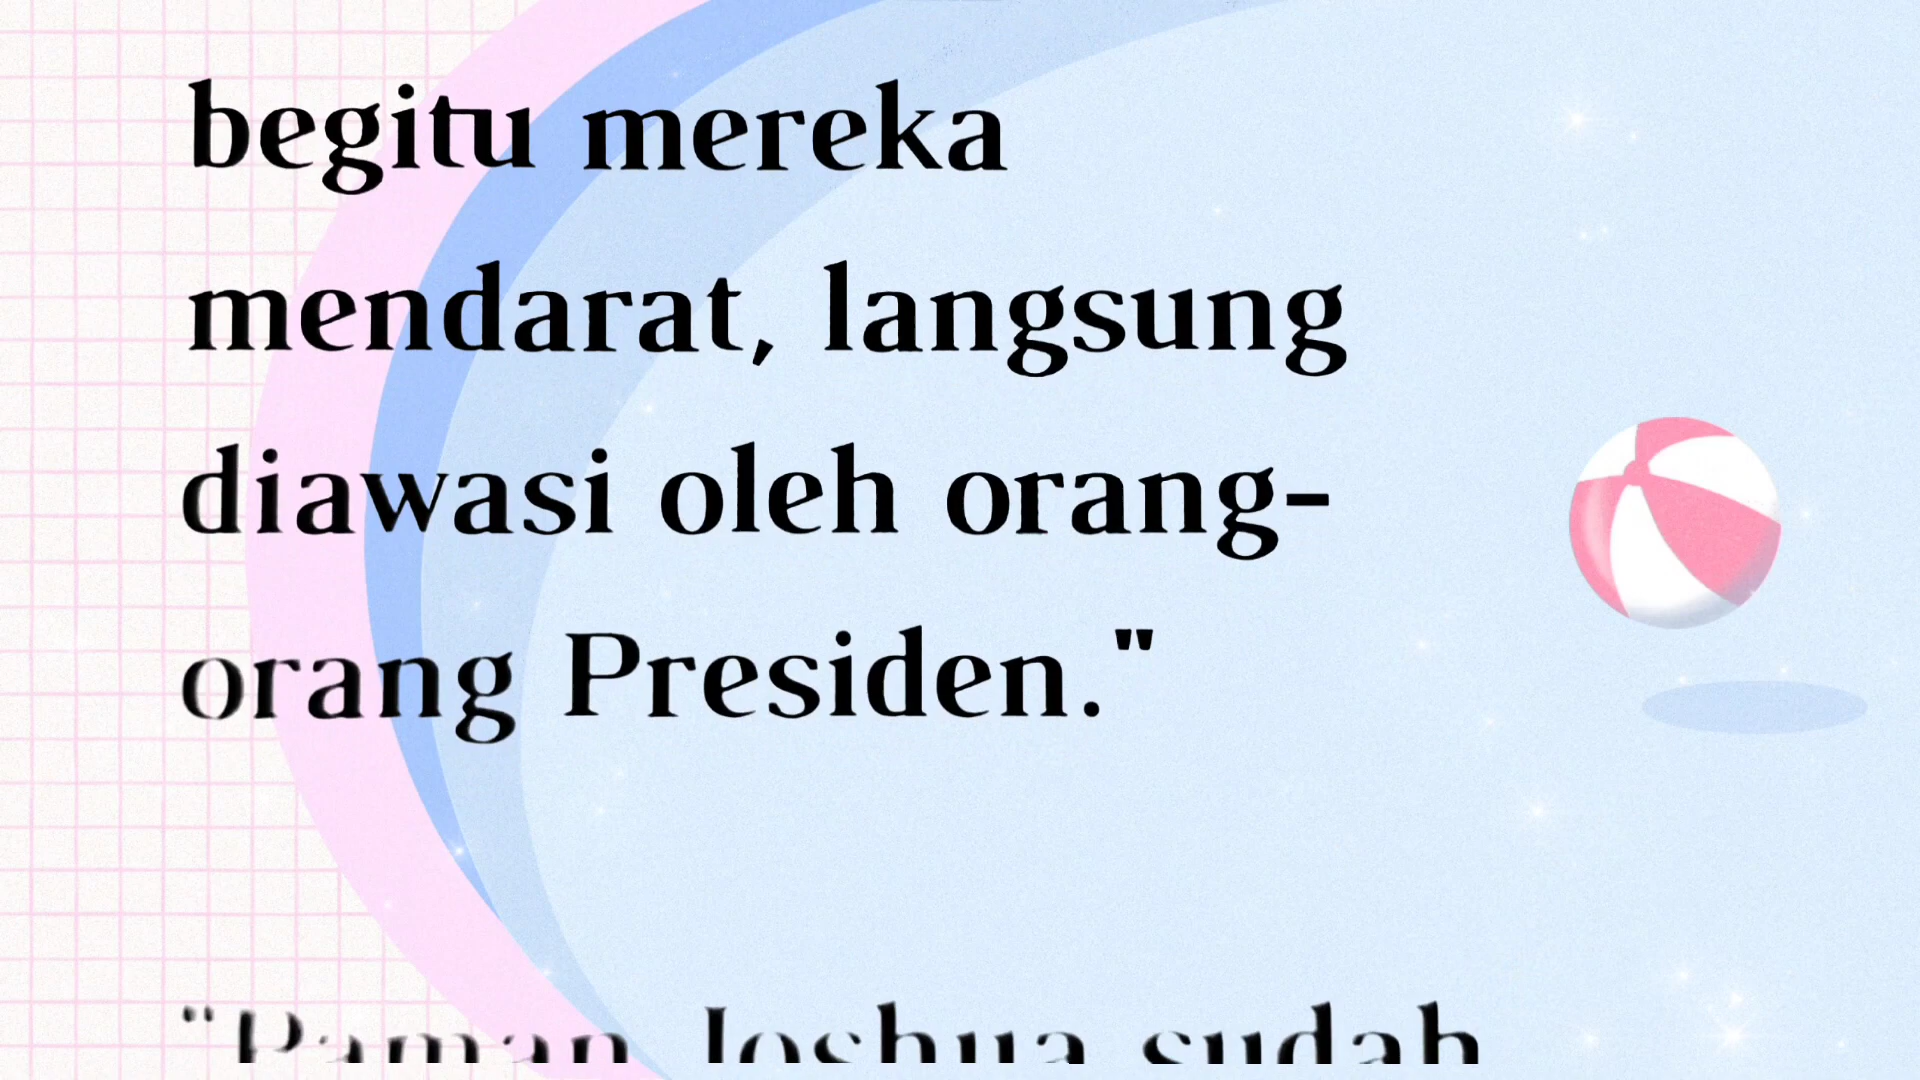 begitu mereka
mendarat, langsung
diawasi oleh orang-
orang Presiden."
"Paman Joshua sudah